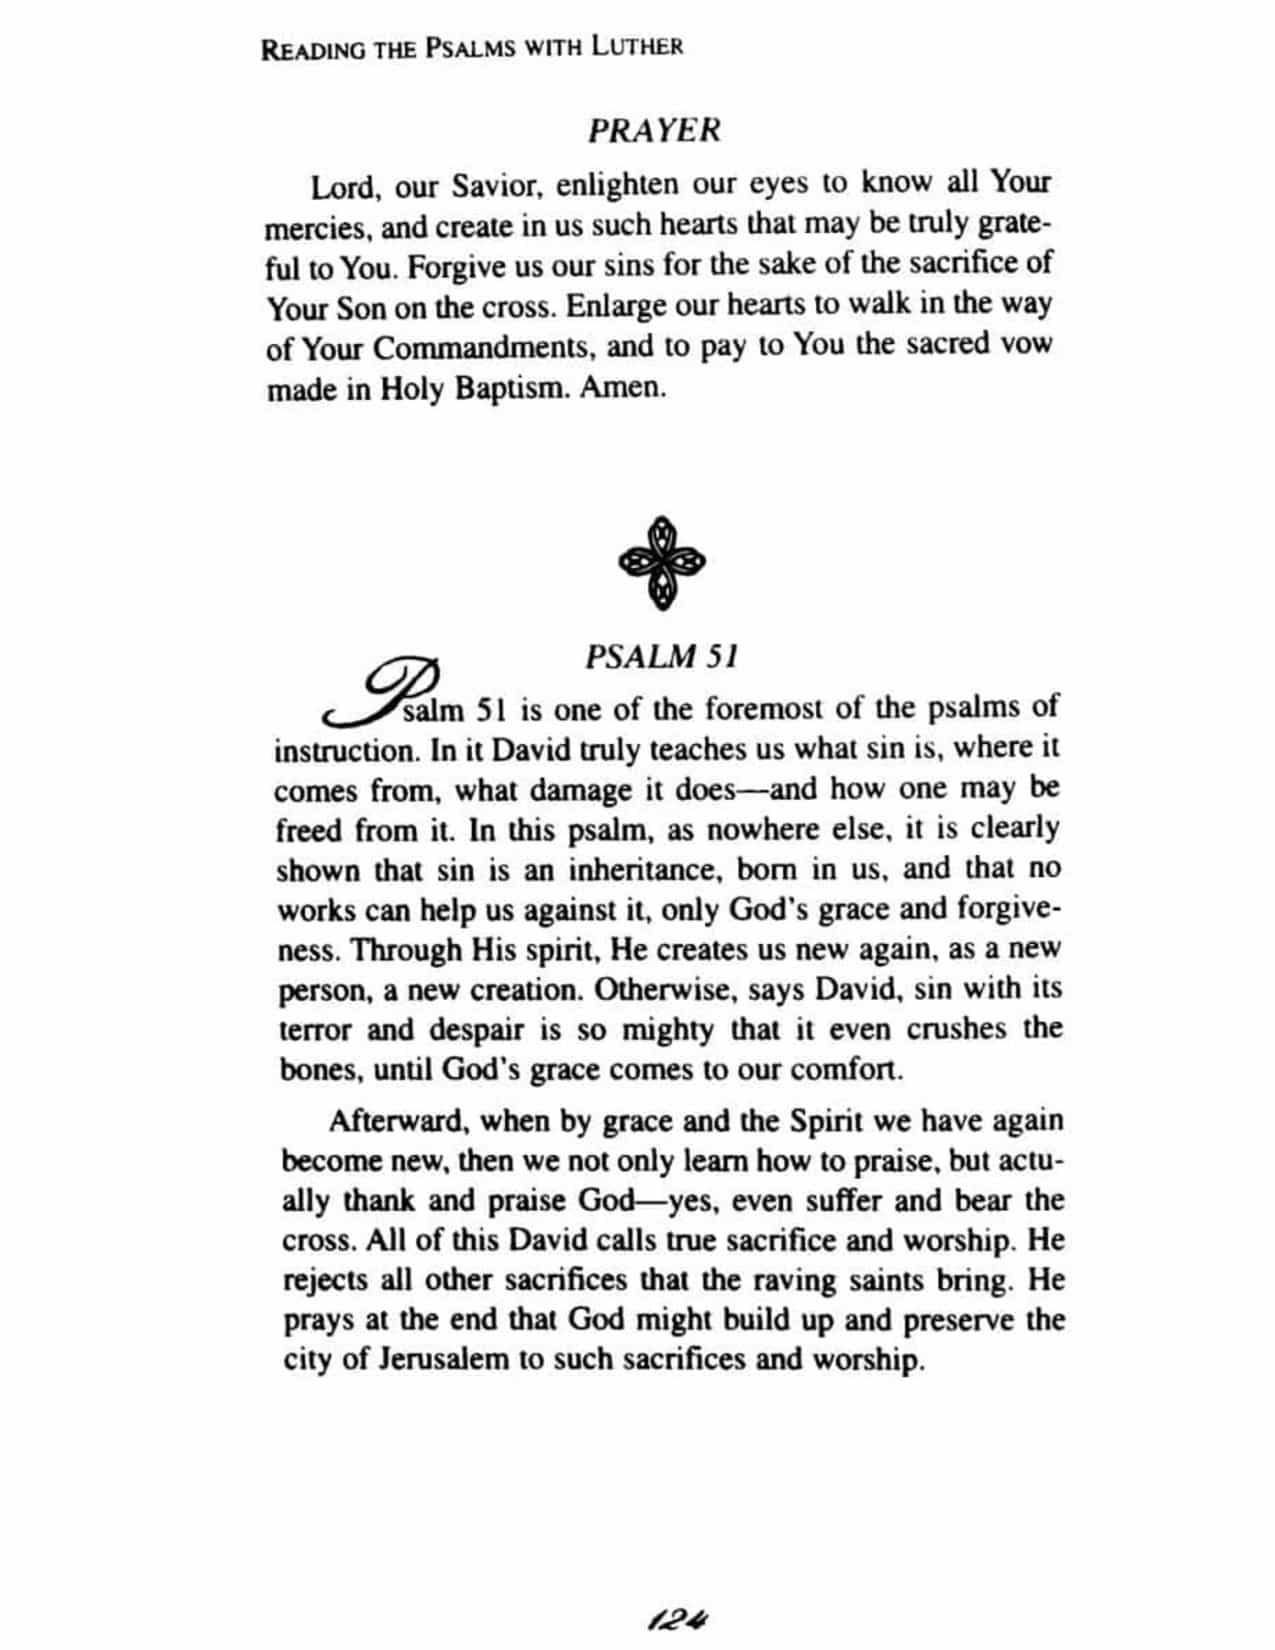 READING THE PSALMS WITH LUTHER
PRAYER
Lord, our Savior, enlighten our eyes to know all Your
mercies, and create in us such hearts that may be truly grate-
ful to You. Forgive us our sins for the sake of the sacrifice of
Your Son on the cross. Enlarge our hearts to walk in the way
of Your Commandments, and to pay to You the sacred vow
made in Holy Baptism. Amen.
PSALM 51
Psalm 51 is one of the foremost of the psalms of
instruction. In it David truly teaches us what sin is, where it
comes from, what damage it does—and how one may be
freed from it. In this psalm, as nowhere else, it is clearly
shown that sin is an inheritance, born in us, and that no
works can help us against it, only God's grace and forgive-
ness. Through His spirit, He creates us new again, as a new
person, a new creation. Otherwise, says David, sin with its
terror and despair is so mighty that it even crushes the
bones, until God's grace comes to our comfort.
Afterward, when by grace and the Spirit we have again
become new, then we not only learn how to praise, but actu-
ally thank and praise God—yes, even suffer and bear the
cross. All of this David calls true sacrifice and worship. He
rejects all other sacrifices that the raving saints bring. He
prays at the end that God might build up and preserve the
city of Jerusalem to such sacrifices and worship.
124